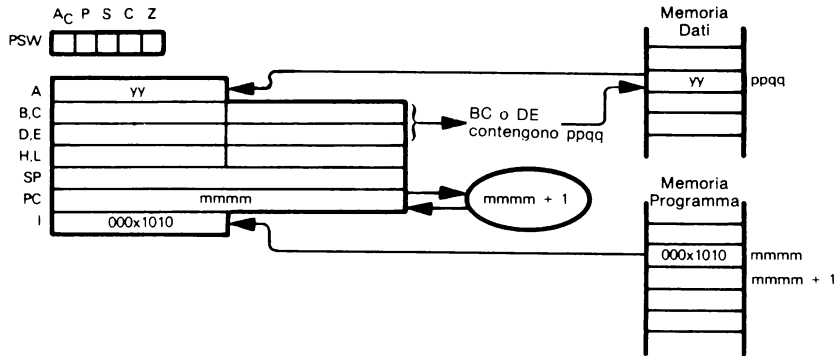 A_C P S C Z
PSW
Memoria
Dati
A yy
yy ppqq
B,C
D,E
H,L
BC o DE
contengono ppqq
SP
PC mmmm
mmmm + 1
I 000x1010
Memoria
Programma
000x1010 mmmm
mmmm + 1